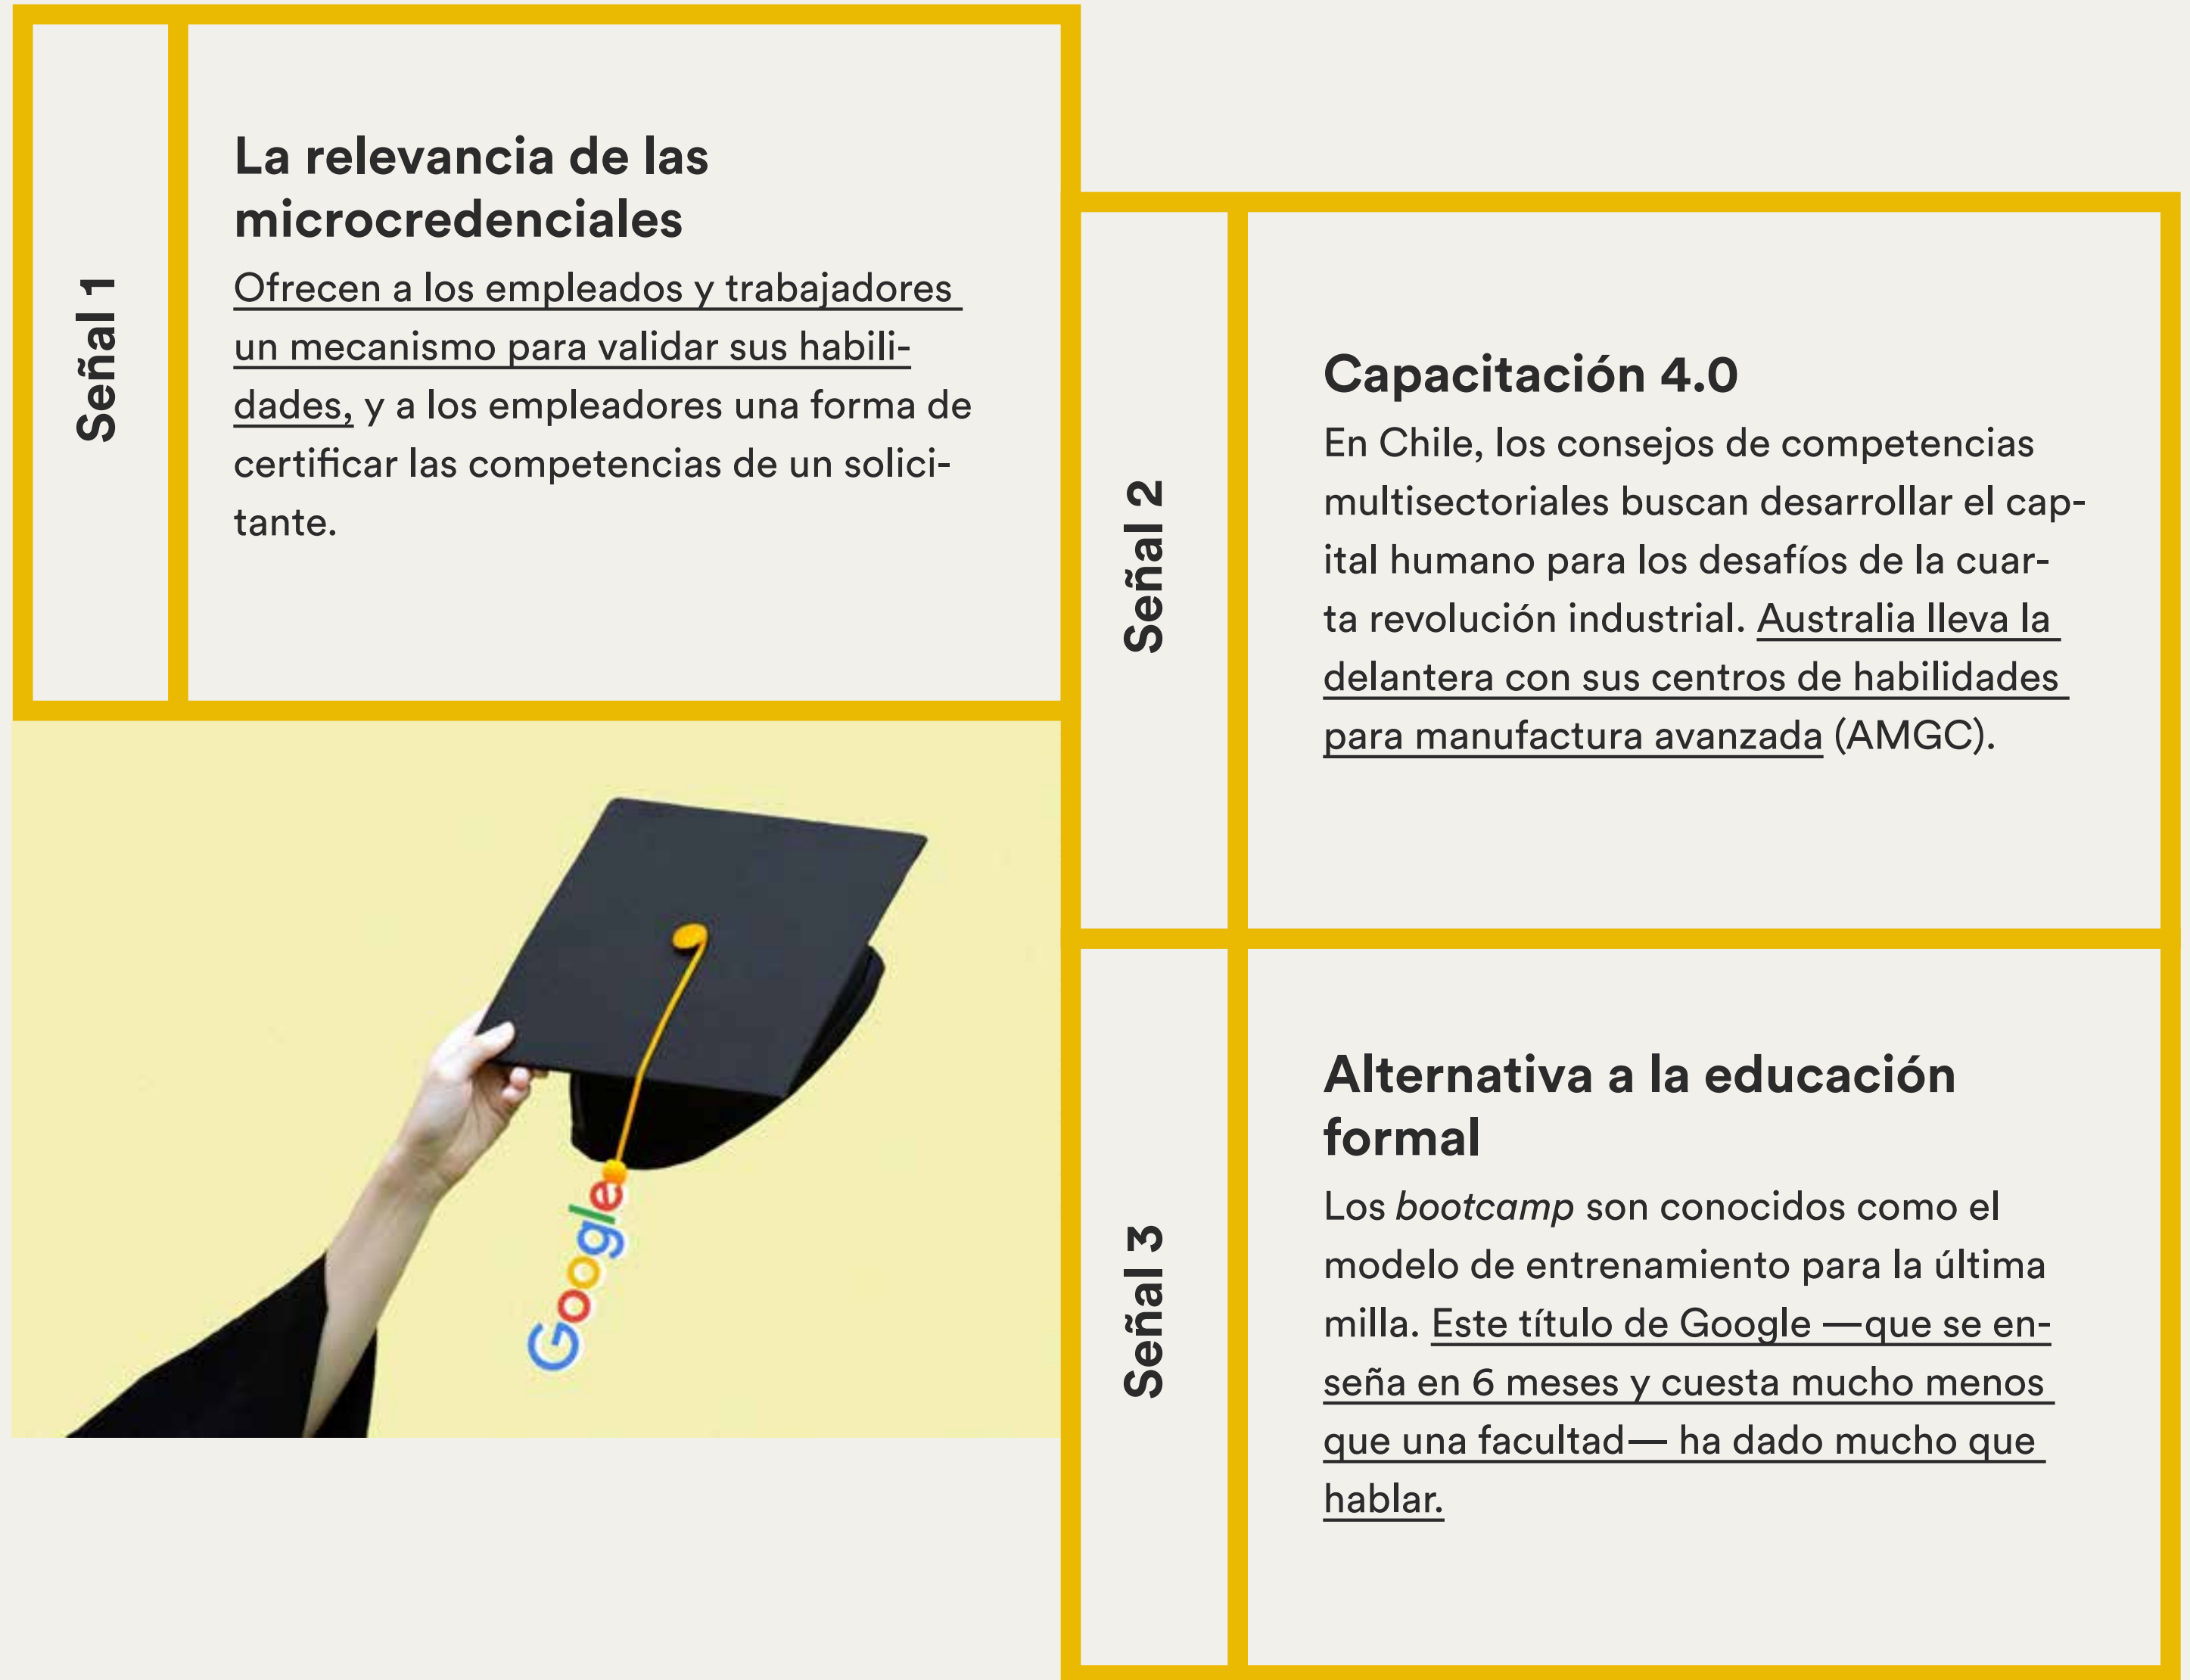 Señal 1
La relevancia de las
microcredenciales
Ofrecen a los empleados y trabajadores
un mecanismo para validar sus habili-
dades, y a los empleadores una forma de
certificar las competencias de un solici-
tante.
Señal 2
Capacitación 4.0
En Chile, los consejos de competencias
multisectoriales buscan desarrollar el cap-
ital humano para los desafíos de la cuar-
ta revolución industrial. Australia lleva la
delantera con sus centros de habilidades
para manufactura avanzada (AMGC).
Google
Señal 3
Alternativa a la educación
formal
Los bootcamp son conocidos como el
modelo de entrenamiento para la última
milla. Este título de Google —que se en-
seña en 6 meses y cuesta mucho menos
que una facultad— ha dado mucho que
hablar.